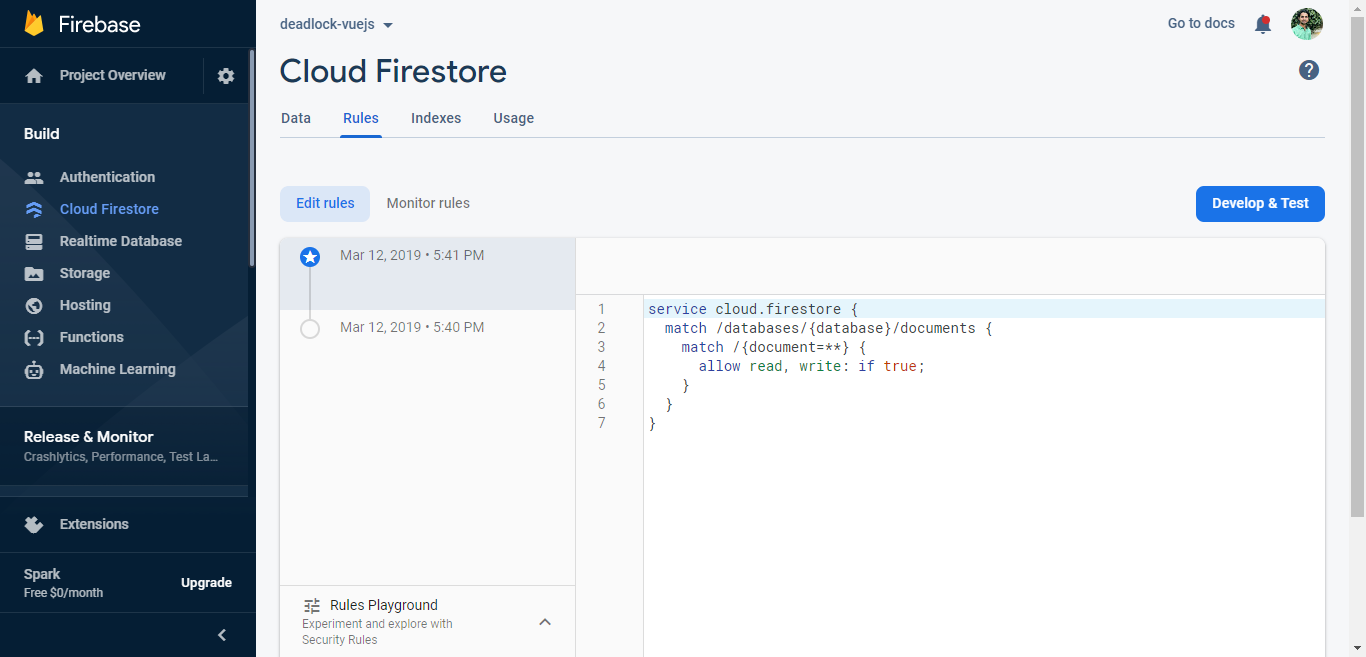 Firebase
Project Overview
Build
Authentication
Cloud Firestore
Realtime Database
Storage
Hosting
Functions
Machine Learning
Release & Monitor
Crashlytics, Performance, Test La...
Extensions
Spark
Free $0/month
Upgrade
deadlock-vuejs
Go to docs
Cloud Firestore
?
Data Rules Indexes Usage
Edit rules Monitor rules
Develop & Test
Mar 12, 2019 • 5:41 PM
Mar 12, 2019 • 5:40 PM
Rules Playground
Experiment and explore with
Security Rules
1 service cloud.firestore {
2 match /databases/{database}/documents {
3 match /{document=**} {
4 allow read, write: if true;
5 }
6 }
7 }